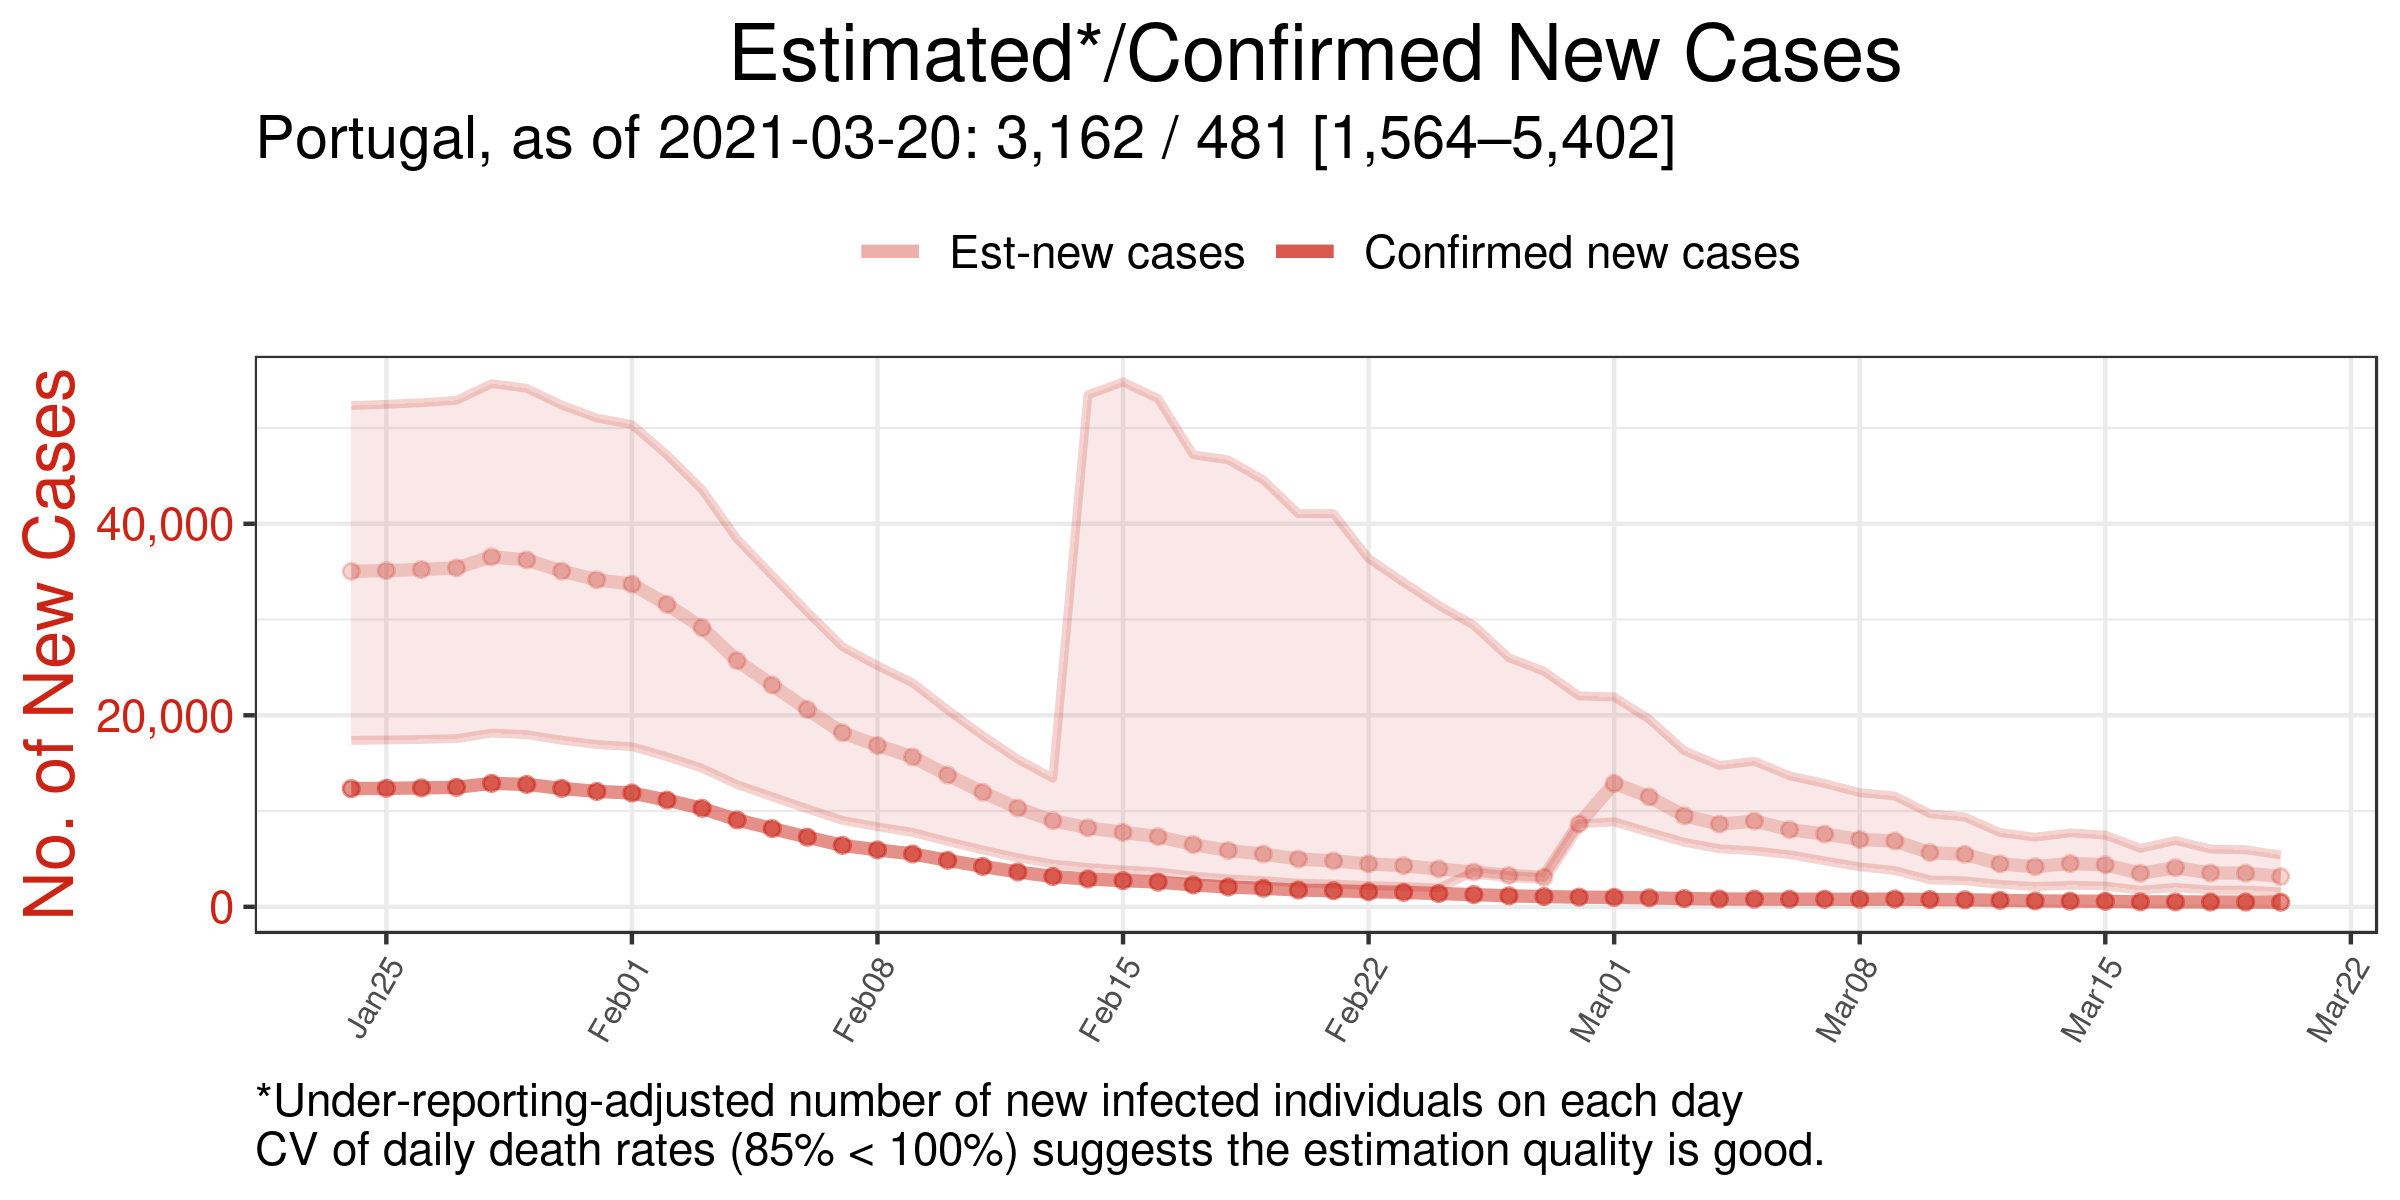 Estimated*/Confirmed New Cases
Portugal, as of 2021-03-20: 3,162 / 481 [1,564–5,402]
Est-new cases
Confirmed new cases
No. of New Cases
40,000
20,000
0
Jan25
Feb01
Feb08
Feb15
Feb22
Mar01
Mar08
Mar15
Mar22
*Under-reporting-adjusted number of new infected individuals on each day
CV of daily death rates (85% < 100%) suggests the estimation quality is good.